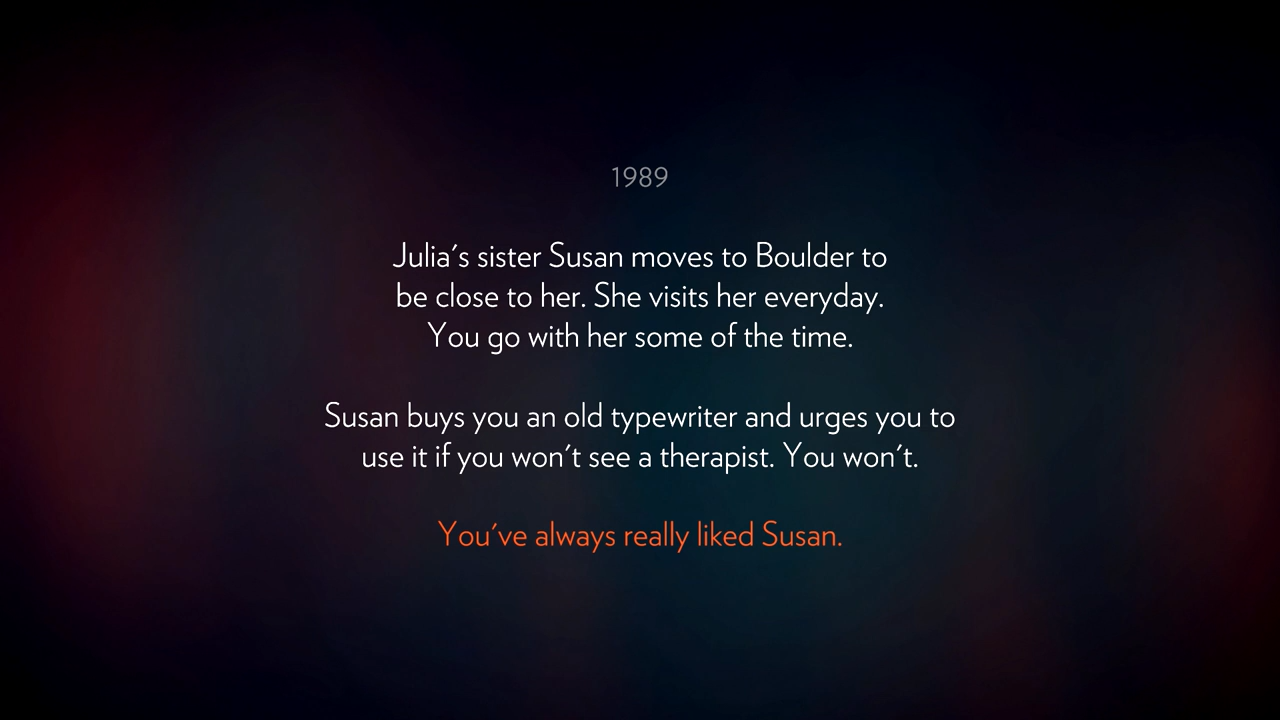 1989
Julia's sister Susan moves to Boulder to
be close to her. She visits her everyday.
You go with her some of the time.
Susan buys you an old typewriter and urges you to
use it if you won't see a therapist. You won't.
You've always really liked Susan.